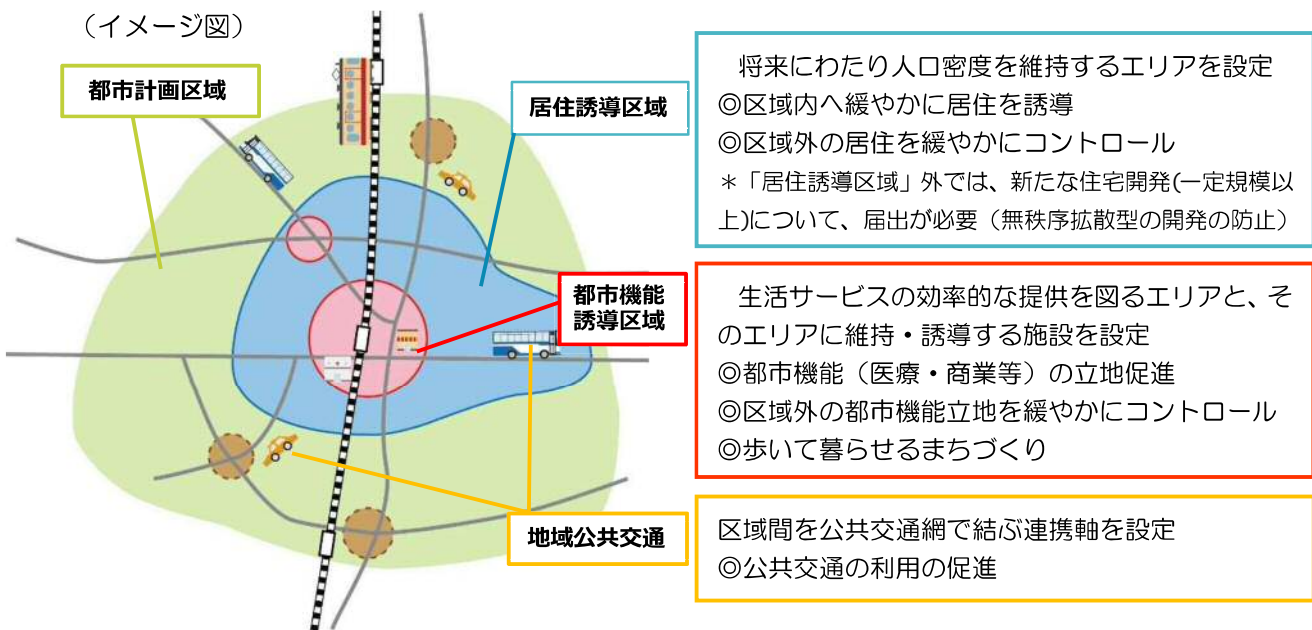 （イメージ図）
都市計画区域
居住誘導区域
都市機能
誘導区域
地域公共交通
将来にわたり人口密度を維持するエリアを設定
◎区域内へ緩やかに居住を誘導
◎区域外の居住を緩やかにコントロール
＊「居住誘導区域」外では、新たな住宅開発(一定規模以
上)について、届出が必要（無秩序拡散型の開発の防止）
生活サービスの効率的な提供を図るエリアと、そ
のエリアに維持・誘導する施設を設定
◎都市機能（医療・商業等）の立地促進
◎区域外の都市機能立地を緩やかにコントロール
◎歩いて暮らせるまちづくり
区域間を公共交通網で結ぶ連携軸を設定
◎公共交通の利用の促進